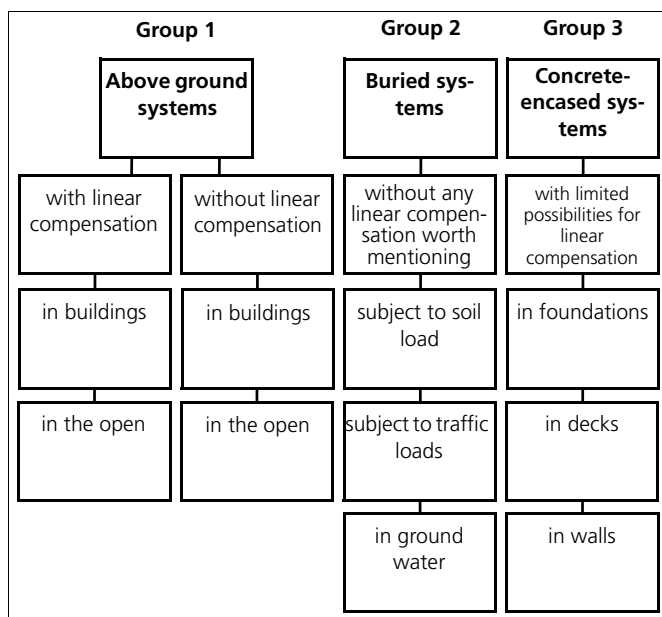 Group 1
Above ground
systems
with linear
compensation
in buildings
in the open
without linear
compensation
in buildings
in the open
Group 2
Buried sys-
tems
without any
linear compen-
sation worth
mentioning
subject to soil
load
subject to traffic
loads
in ground
water
Group 3
Concrete-
encased sys-
tems
with limited
possibilities for
linear
compensation
in foundations
in decks
in walls